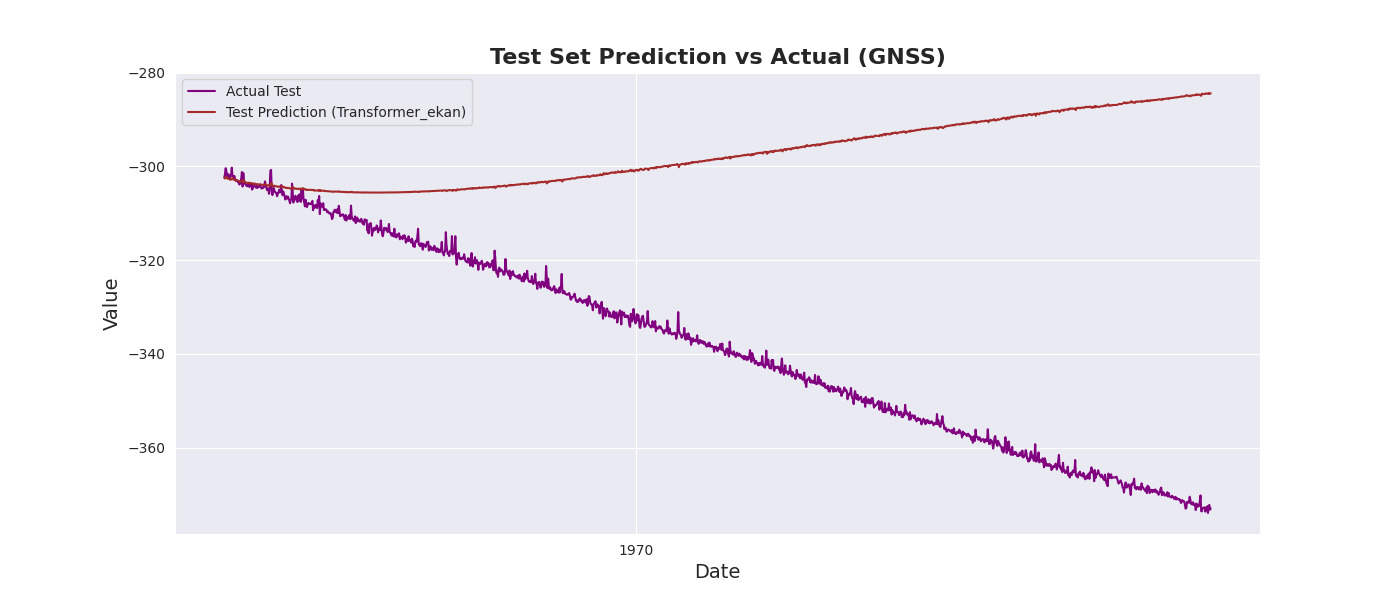 Test Set Prediction vs Actual (GNSS)
Actual Test
Test Prediction (Transformer_ekan)
−280
−300
−320
−340
−360
Value
1970
Date